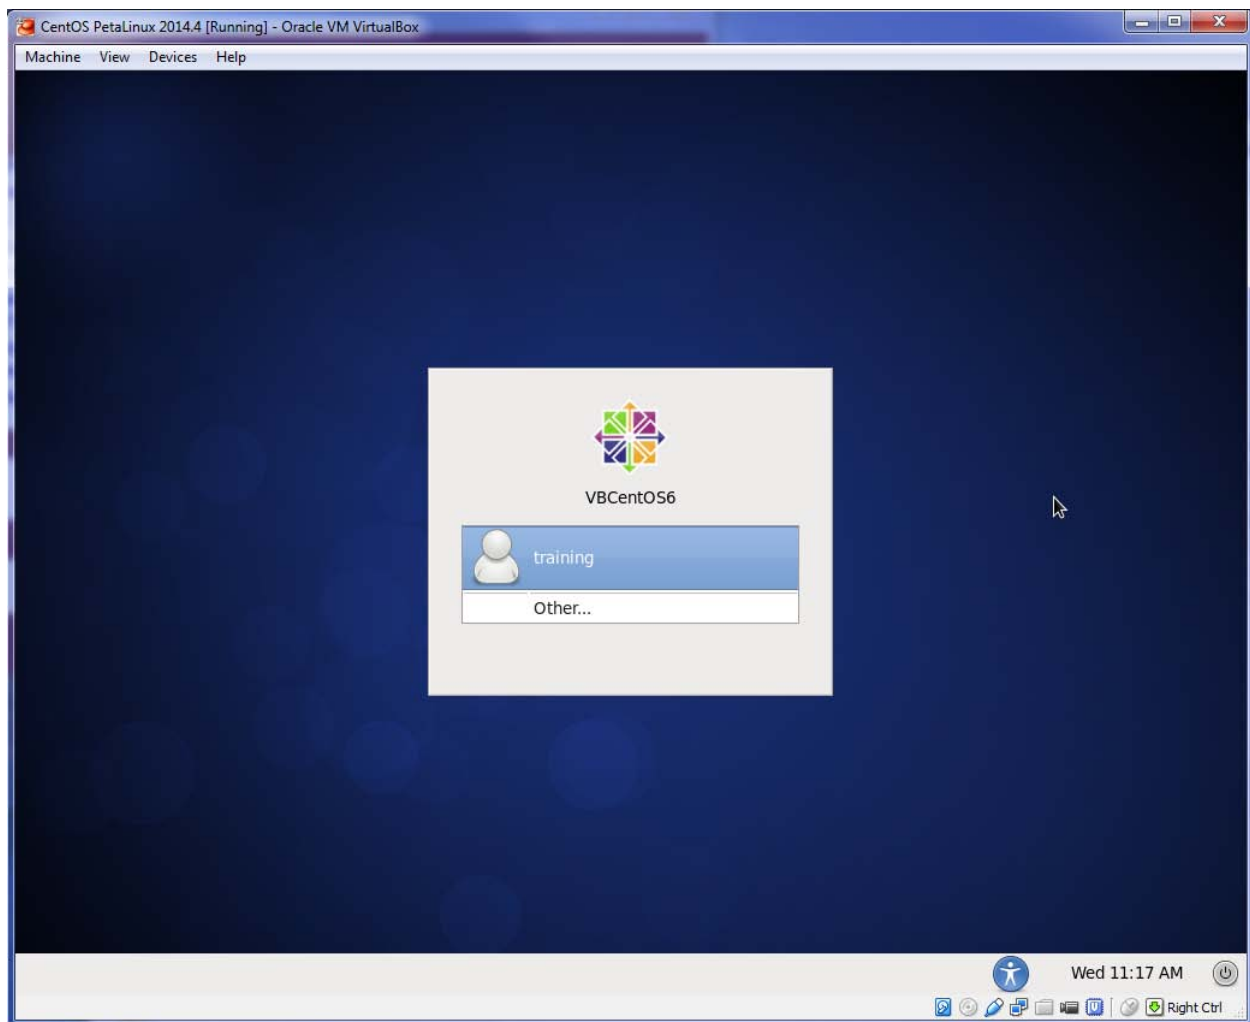 CentOS PetaLinux 2014.4 [Running] - Oracle VM VirtualBox
Machine View Devices Help
VBCentOS6
training
Other...
Wed 11:17 AM
Right Ctrl